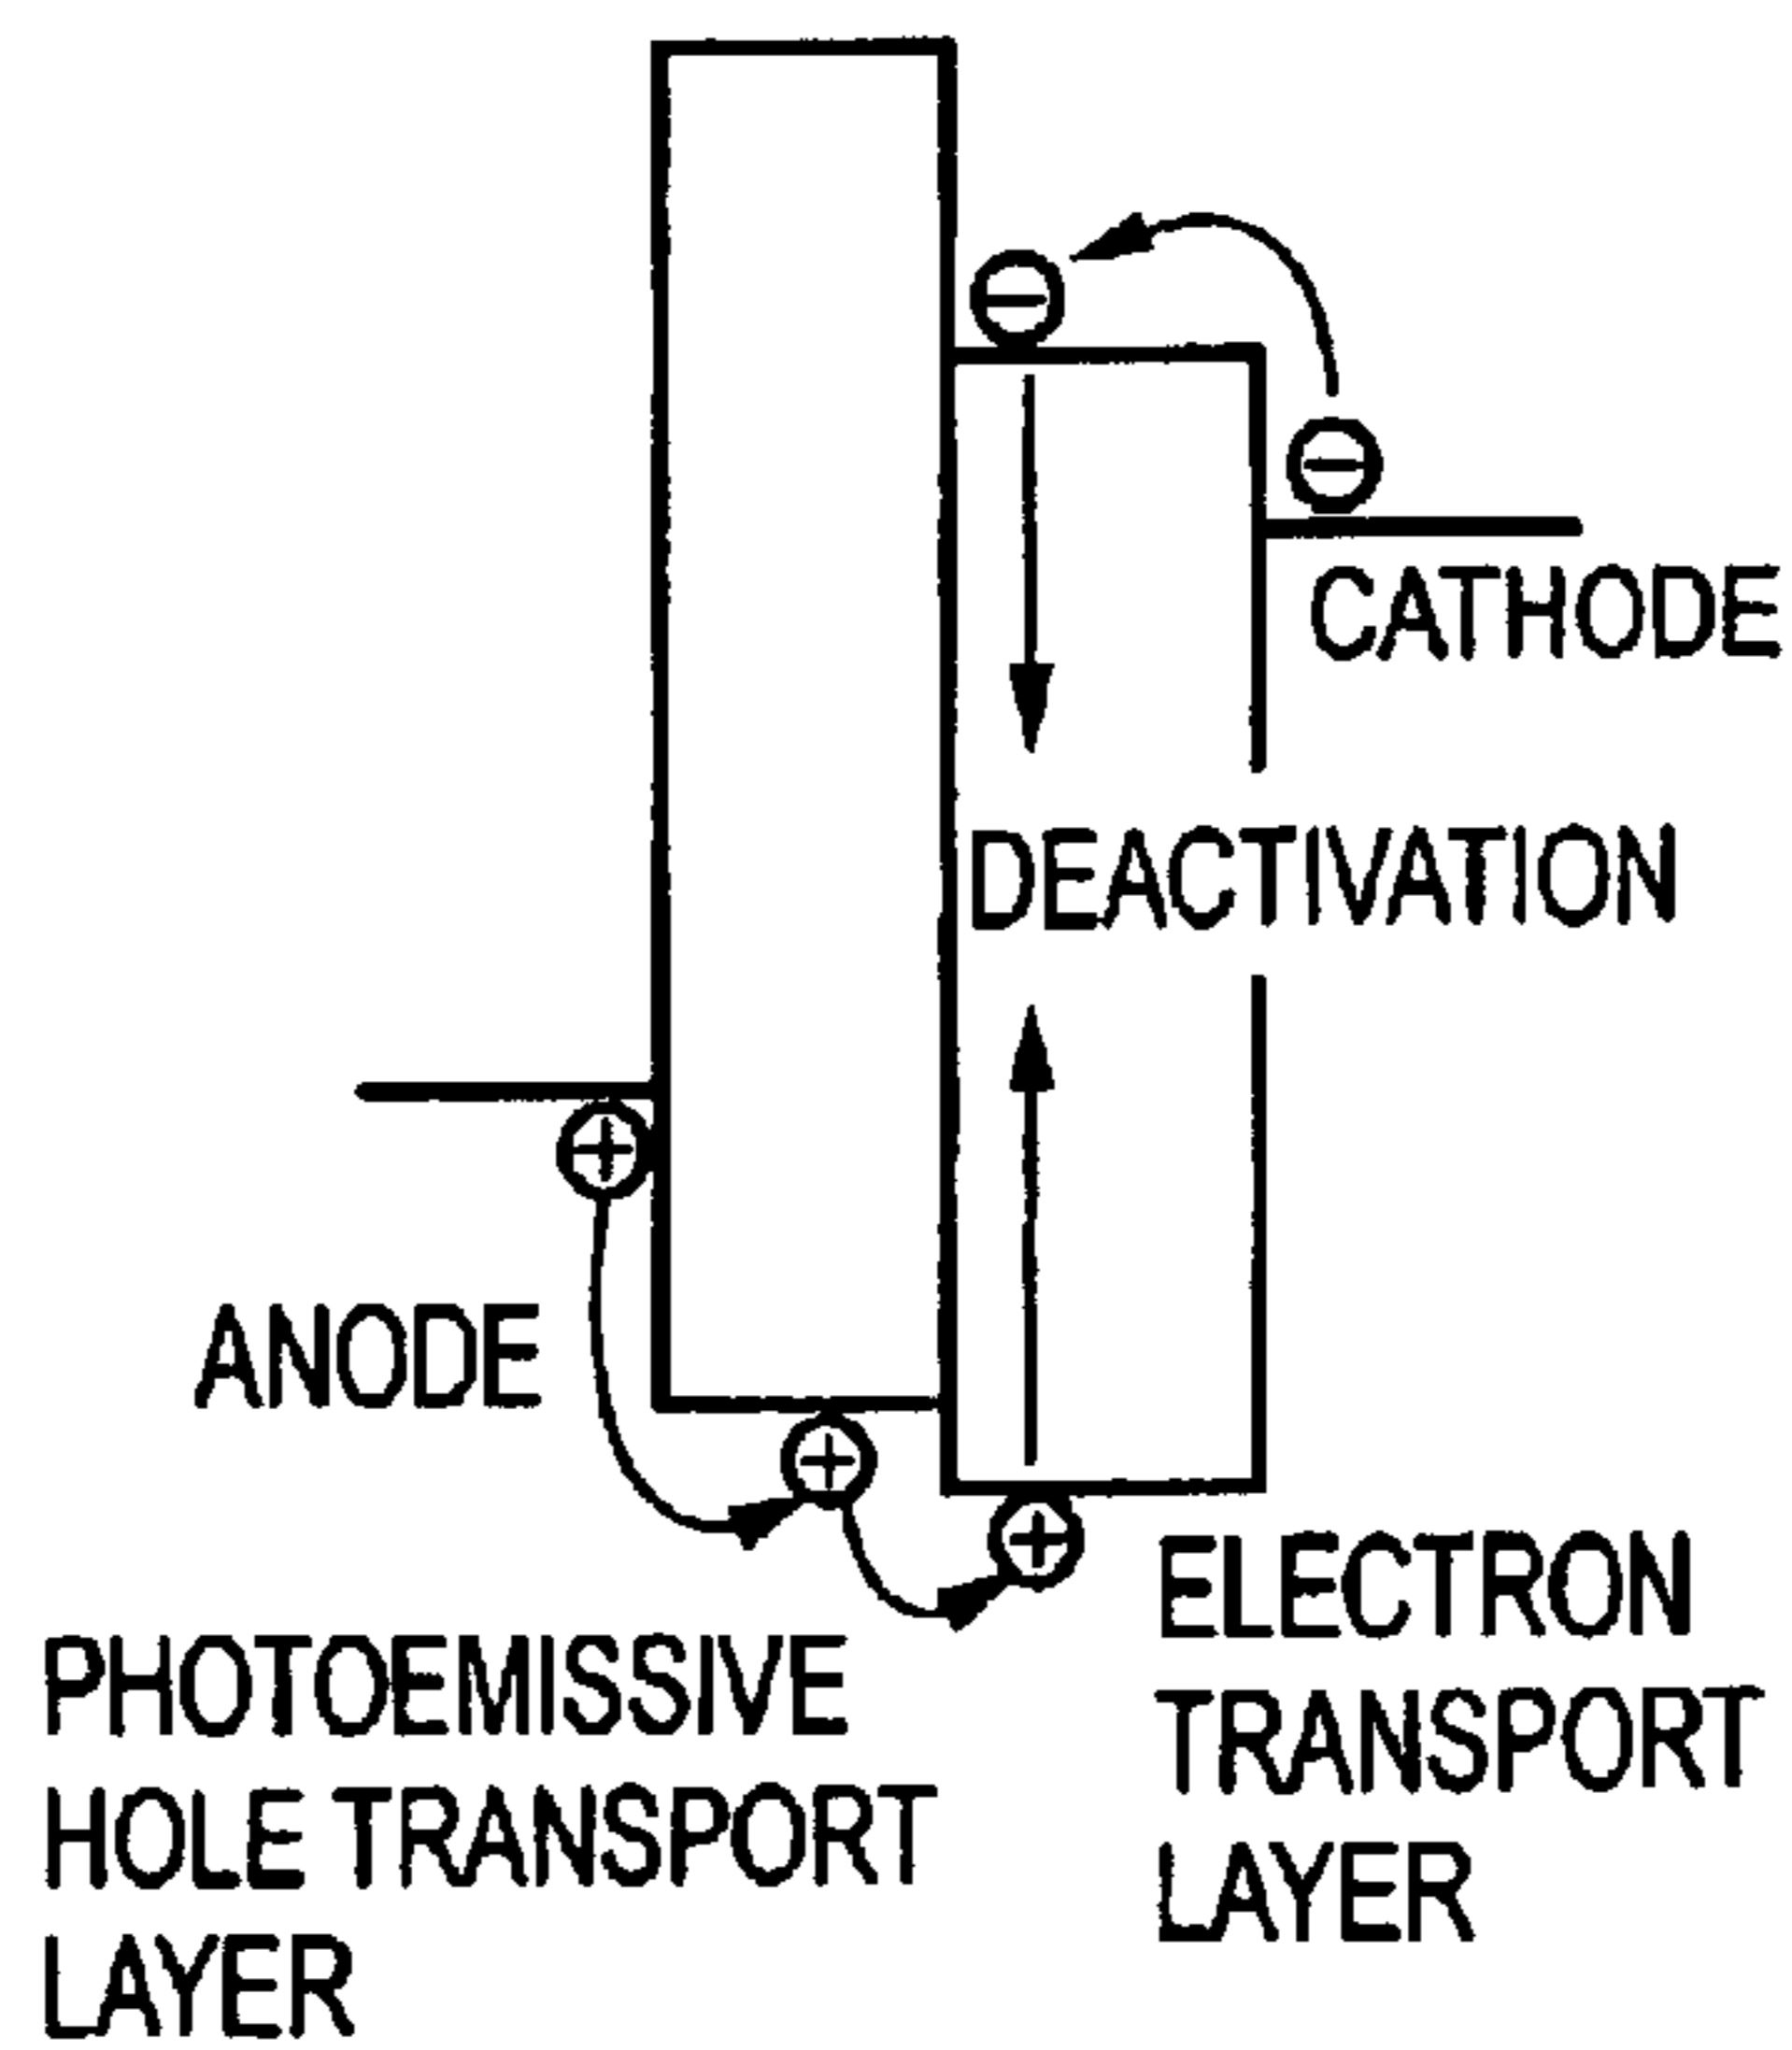 CATHODE
DEACTIVATION
ANODE
PHOTOEMISSIVE
HOLE TRANSPORT
LAYER
ELECTRON
TRANSPORT
LAYER